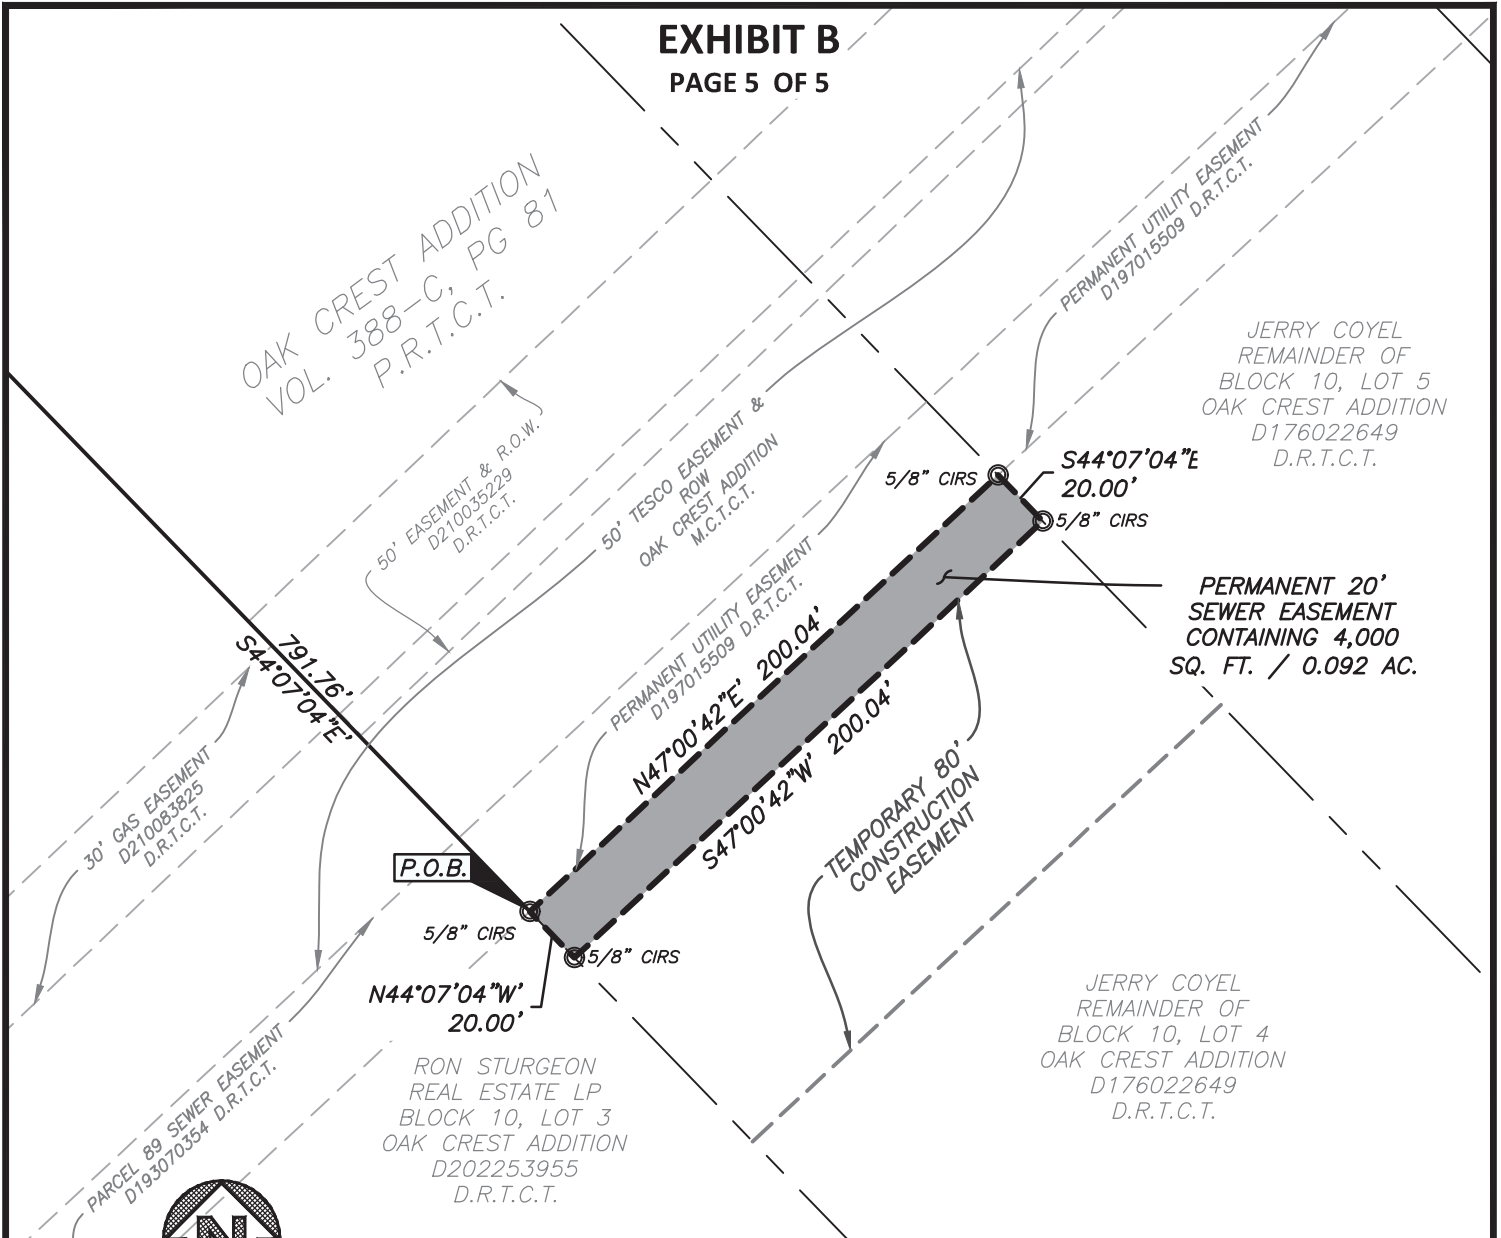 EXHIBIT B
PAGE 5 OF 5
OAK CREST ADDITION
VOL. 388-C, PG 81
P.R.T.C.T.
PERMANENT UTIILITY EASEMENT
D197015509 D.R.T.C.T.
JERRY COYEL
REMAINDER OF
BLOCK 10, LOT 5
OAK CREST ADDITION
D176022649
D.R.T.C.T.
50' EASEMENT & R.O.W.
D210035229
D.R.T.C.T.
50' TESCO EASEMENT &
ROW
OAK CREST ADDITION
M.C.T.C.T.
5/8" CIRS
S44°07'04"E
20.00'
5/8" CIRS
PERMANENT UTIILITY EASEMENT
D197015509 D.R.T.C.T.
PERMANENT 20'
SEWER EASEMENT
CONTAINING 4,000
SQ. FT. / 0.092 AC.
791.76'
S44°07'04"E'
N47°00'42"E' 200.04'
S47°00'42"W' 200.04'
30' GAS EASEMENT
D210083825
D.R.T.C.T.
TEMPORARY 80'
CONSTRUCTION
EASEMENT
P.O.B.
5/8" CIRS
5/8" CIRS
N44°07'04"W'
20.00'
JERRY COYEL
REMAINDER OF
BLOCK 10, LOT 4
OAK CREST ADDITION
D176022649
D.R.T.C.T.
RON STURGEON
REAL ESTATE LP
BLOCK 10, LOT 3
OAK CREST ADDITION
D202253955
D.R.T.C.T.
PARCEL 89 SEWER EASEMENT
D193070354 D.R.T.C.T.
N